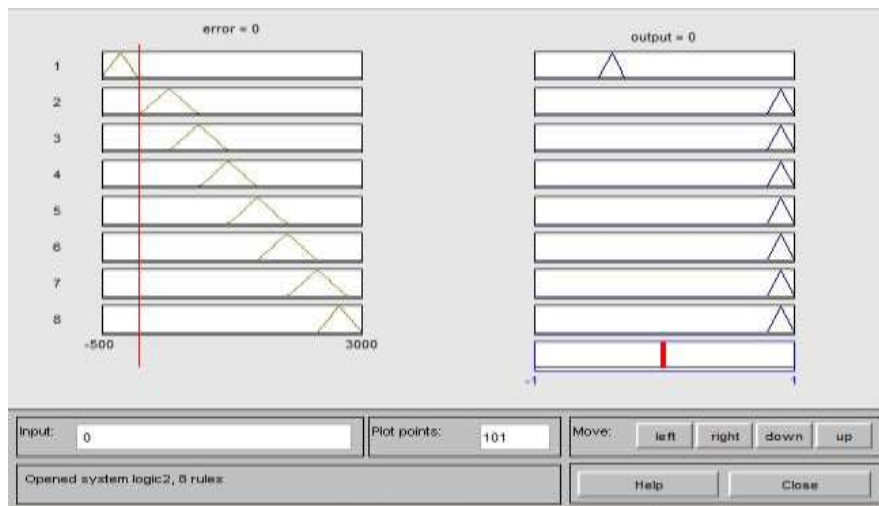 error = 0
output = 0
1
2
3
4
5
6
7
8
-500
3000
-1
1
Input:
0
Plot points:
101
Move:
left
right
down
up
Opened system logic2, 8 rules
Help
Close